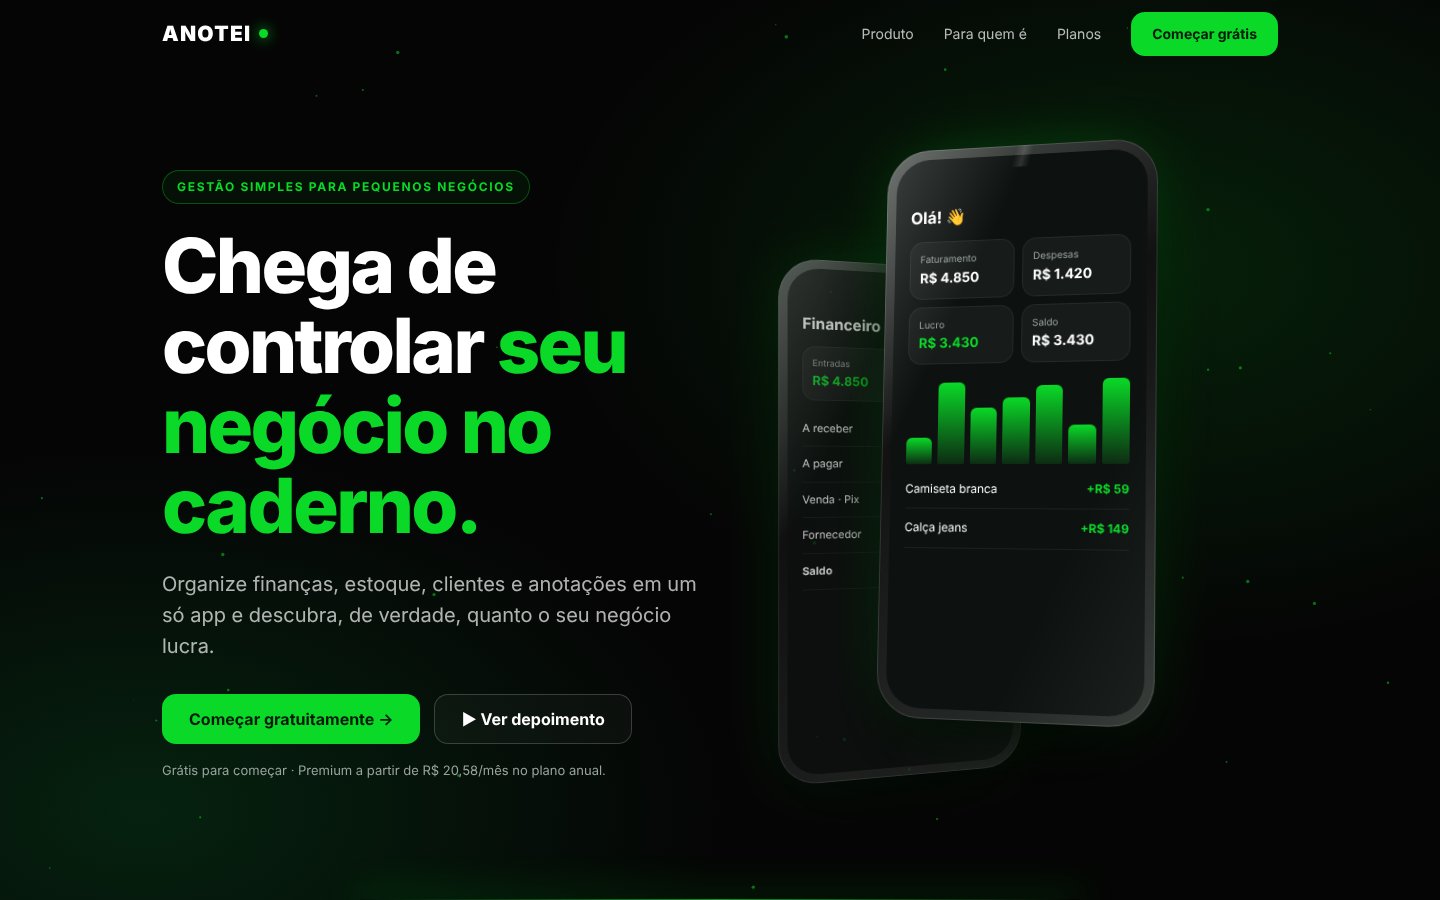 ANOTEI
Produto
Para quem é
Planos
Começar grátis
GESTÃO SIMPLES PARA PEQUENOS NEGÓCIOS
Chega de
controlar seu
negócio no
caderno.
Organize finanças, estoque, clientes e anotações em um
só app e descubra, de verdade, quanto o seu negócio
lucra.
Começar gratuitamente →
▶ Ver depoimento
Grátis para começar · Premium a partir de R$ 20,58/mês no plano anual.
Financeiro
Entradas
R$ 4.850
A receber
A pagar
Venda · Pix
Fornecedor
Saldo
Olá! 👋
Faturamento
R$ 4.850
Despesas
R$ 1.420
Lucro
R$ 3.430
Saldo
R$ 3.430
Camiseta branca +R$ 59
Calça jeans +R$ 149